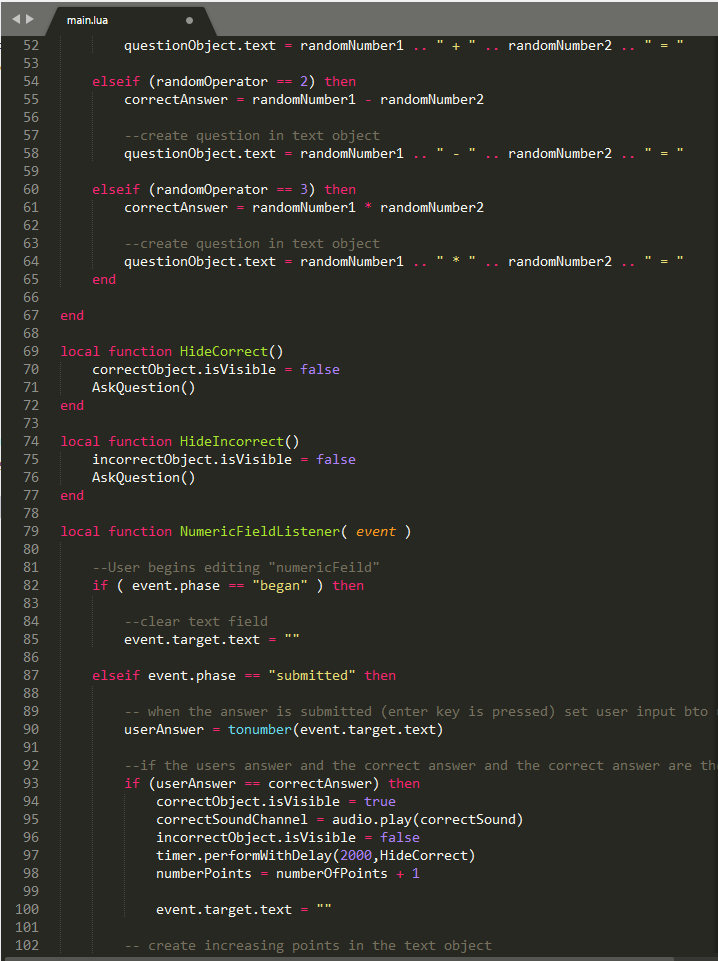 main.lua
52 questionObject.text = randomNumber1 .. " + " .. randomNumber2 .. " = "
53
54 elseif (randomOperator == 2) then
55 correctAnswer = randomNumber1 - randomNumber2
56
57 --create question in text object
58 questionObject.text = randomNumber1 .. " - " .. randomNumber2 .. " = "
59
60 elseif (randomOperator == 3) then
61 correctAnswer = randomNumber1 * randomNumber2
62
63 --create question in text object
64 questionObject.text = randomNumber1 .. " * " .. randomNumber2 .. " = "
65 end
66
67 end
68
69 local function HideCorrect()
70 correctObject.isVisible = false
71 AskQuestion()
72 end
73
74 local function HideIncorrect()
75 incorrectObject.isVisible = false
76 AskQuestion()
77 end
78
79 local function NumericFieldListener( event )
80
81 --User begins editing "numericFeild"
82 if ( event.phase == "began" ) then
83
84 --clear text field
85 event.target.text = ""
86
87 elseif event.phase == "submitted" then
88
89 -- when the answer is submitted (enter key is pressed) set user input bto
90 userAnswer = tonumber(event.target.text)
91
92 --if the users answer and the correct answer and the correct answer are
93 if (userAnswer == correctAnswer) then
94 correctObject.isVisible = true
95 correctSoundChannel = audio.play(correctSound)
96 incorrectObject.isVisible = false
97 timer.performWithDelay(2000,HideCorrect)
98 numberPoints = numberOfPoints + 1
99
100 event.target.text = ""
101
102 -- create increasing points in the text object